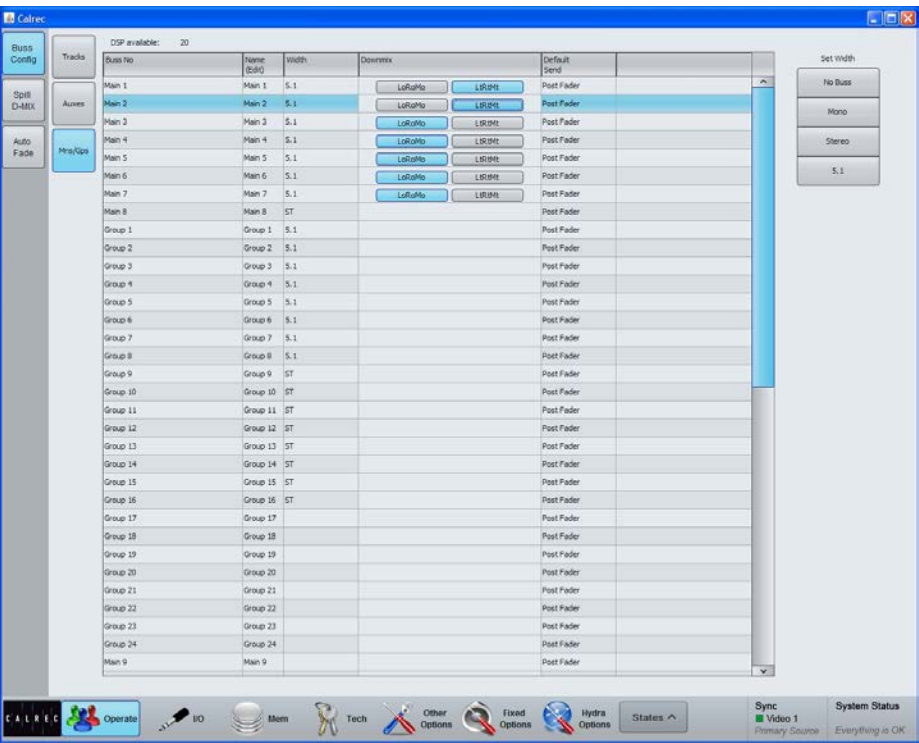 Calrec
Buss Config
Spill D-MIX
Auto Fade
Tracks
Auxes
Mns/Gps
DSP available: 20
Buss No Name (Edit) Width Downmix Default Send
Main 1 Main 1 5.1 LoRoMo LtRtMt Post Fader
Main 2 Main 2 5.1 LoRoMo LtRtMt Post Fader
Main 3 Main 3 5.1 LoRoMo LtRtMt Post Fader
Main 4 Main 4 5.1 LoRoMo LtRtMt Post Fader
Main 5 Main 5 5.1 LoRoMo LtRtMt Post Fader
Main 6 Main 6 5.1 LoRoMo LtRtMt Post Fader
Main 7 Main 7 5.1 LoRoMo LtRtMt Post Fader
Main 8 Main 8 ST Post Fader
Group 1 Group 1 5.1 Post Fader
Group 2 Group 2 5.1 Post Fader
Group 3 Group 3 5.1 Post Fader
Group 4 Group 4 5.1 Post Fader
Group 5 Group 5 5.1 Post Fader
Group 6 Group 6 5.1 Post Fader
Group 7 Group 7 5.1 Post Fader
Group 8 Group 8 5.1 Post Fader
Group 9 Group 9 ST Post Fader
Group 10 Group 10 ST Post Fader
Group 11 Group 11 ST Post Fader
Group 12 Group 12 ST Post Fader
Group 13 Group 13 ST Post Fader
Group 14 Group 14 ST Post Fader
Group 15 Group 15 ST Post Fader
Group 16 Group 16 ST Post Fader
Group 17 Group 17 Post Fader
Group 18 Group 18 Post Fader
Group 19 Group 19 Post Fader
Group 20 Group 20 Post Fader
Group 21 Group 21 Post Fader
Group 22 Group 22 Post Fader
Group 23 Group 23 Post Fader
Group 24 Group 24 Post Fader
Main 9 Main 9 Post Fader
Set Width
No Buss
Mono
Stereo
5.1
CALREC
Operate
I/O
Mem
Tech
Other Options
Fixed Options
Hydra Options
States
Sync
Video 1
Primary Source
System Status
Everything is OK